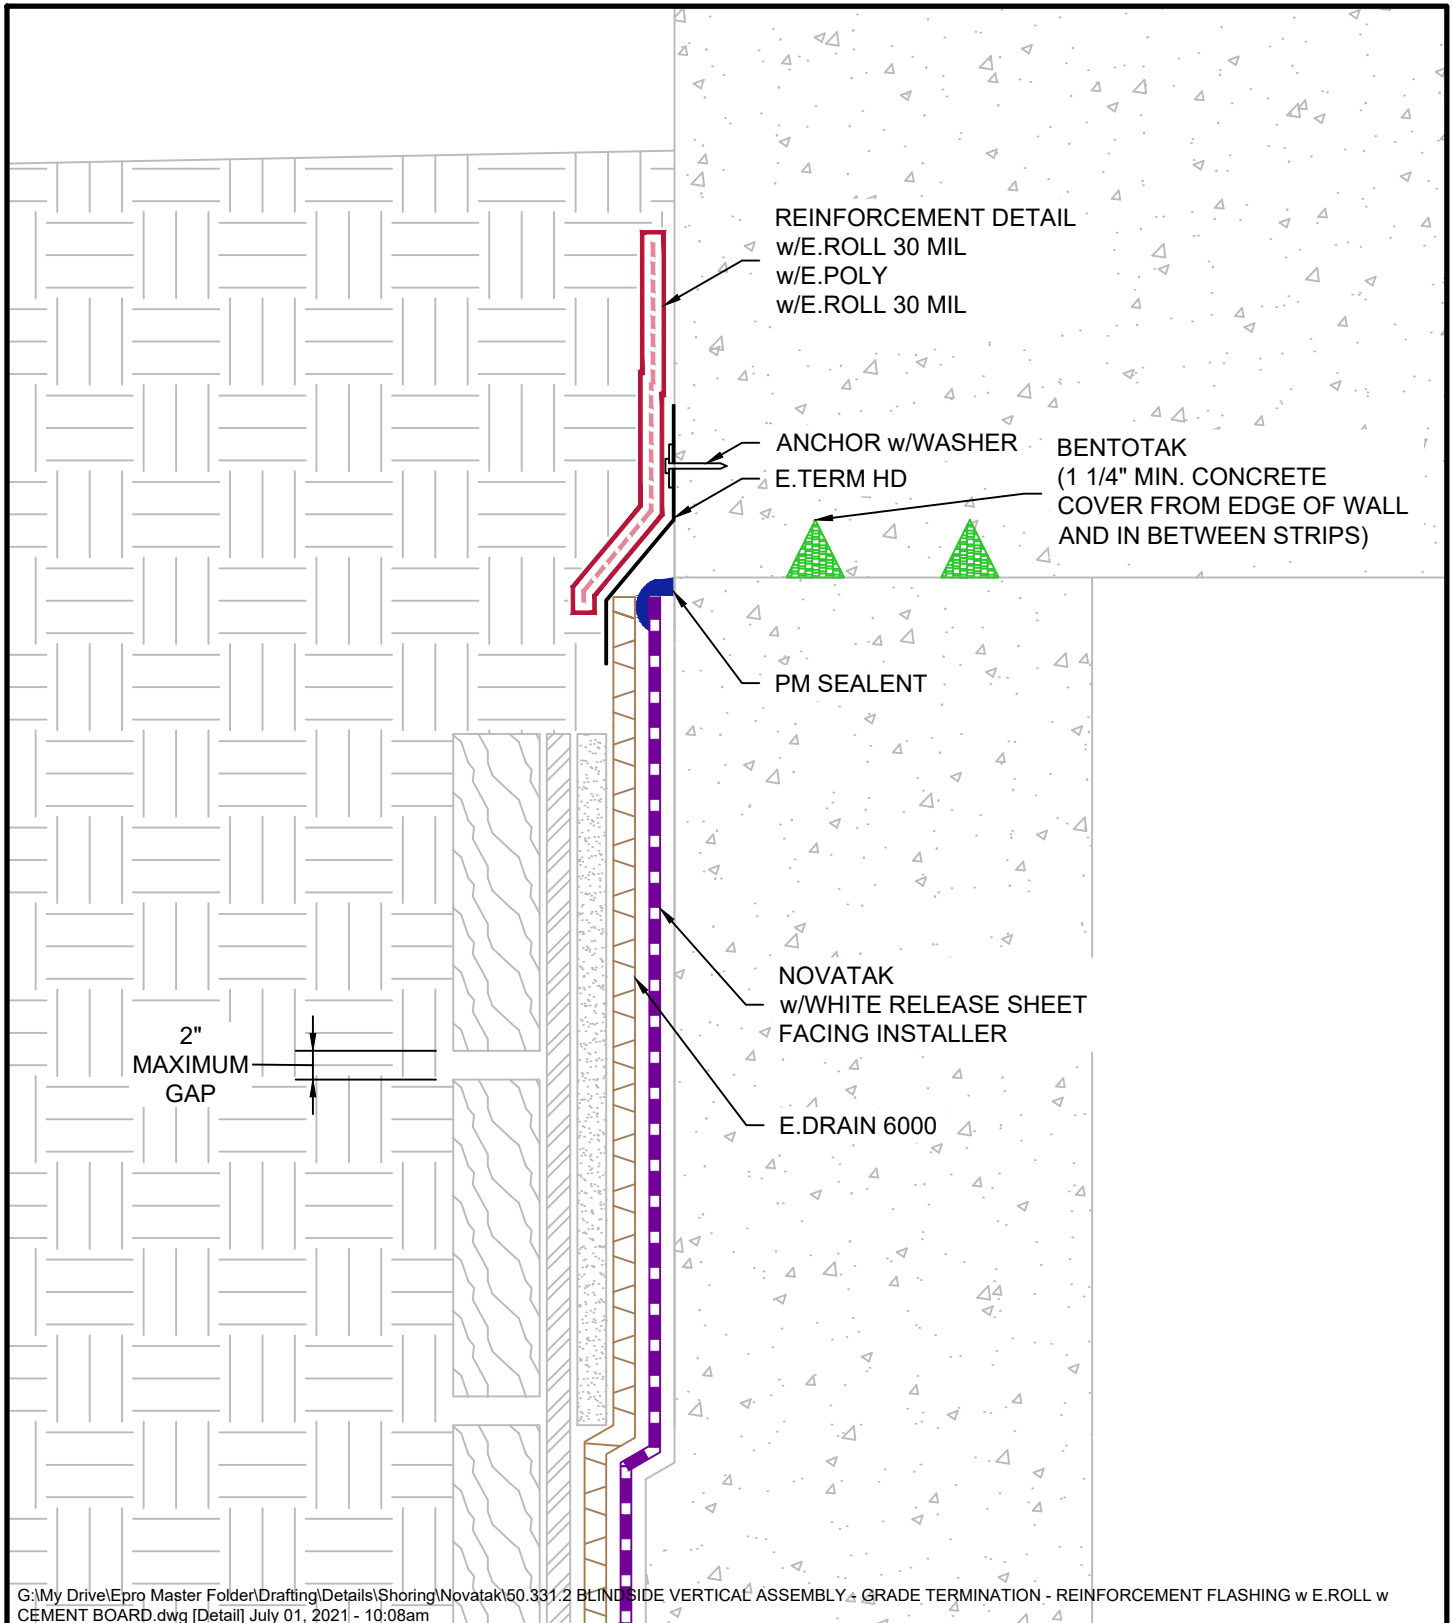 REINFORCEMENT DETAIL
w/E.ROLL 30 MIL
w/E.POLY
w/E.ROLL 30 MIL
ANCHOR w/WASHER
E.TERM HD
BENTOTAK
(1 1/4" MIN. CONCRETE
COVER FROM EDGE OF WALL
AND IN BETWEEN STRIPS)
PM SEALENT
NOVATAK
w/WHITE RELEASE SHEET
FACING INSTALLER
2"
MAXIMUM
GAP
E.DRAIN 6000
G:\My Drive\Epro Master Folder\Drafting\Details\Shoring\Novatak\50.331.2 BLINDSIDE VERTICAL ASSEMBLY - GRADE TERMINATION - REINFORCEMENT FLASHING w E.ROLL w
CEMENT BOARD.dwg [Detail] July 01, 2021 - 10:08am